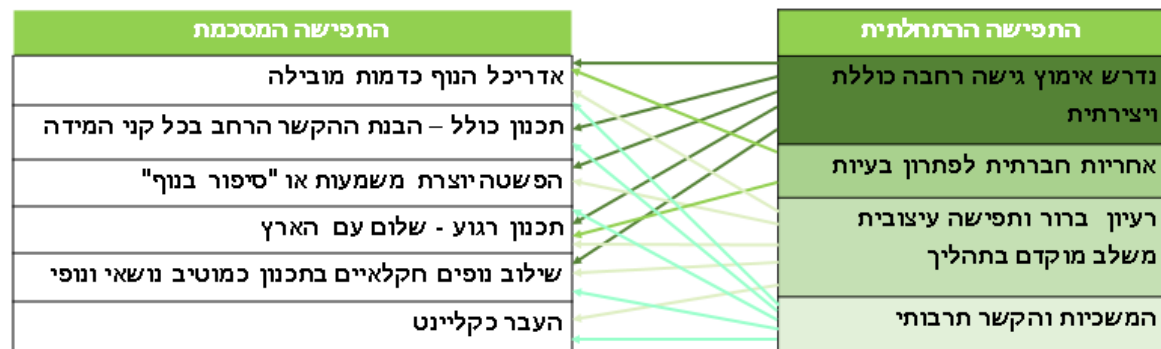 התפישה ההתחלתית
נדרש אימוץ גישה רחבה כוללת
ויצירתית
אחריות חברתית לפתרון בעיות
רעיון ברור ותפישה עיצובית
משלב מוקדם בתהליך
המשכיות והקשר תרבותי
התפישה המסכמת
אדריכל הנוף כדמות מובילה
תכנון כולל – הבנת ההקשר הרחב בכל קני המידה
הפשטה יוצרת משמעות או "סיפור בנוף"
תכנון רגוע - שלום עם הארץ
שילוב נופים חקלאיים בתכנון כמוטיב נושאי ונופי
העבר כקליינט